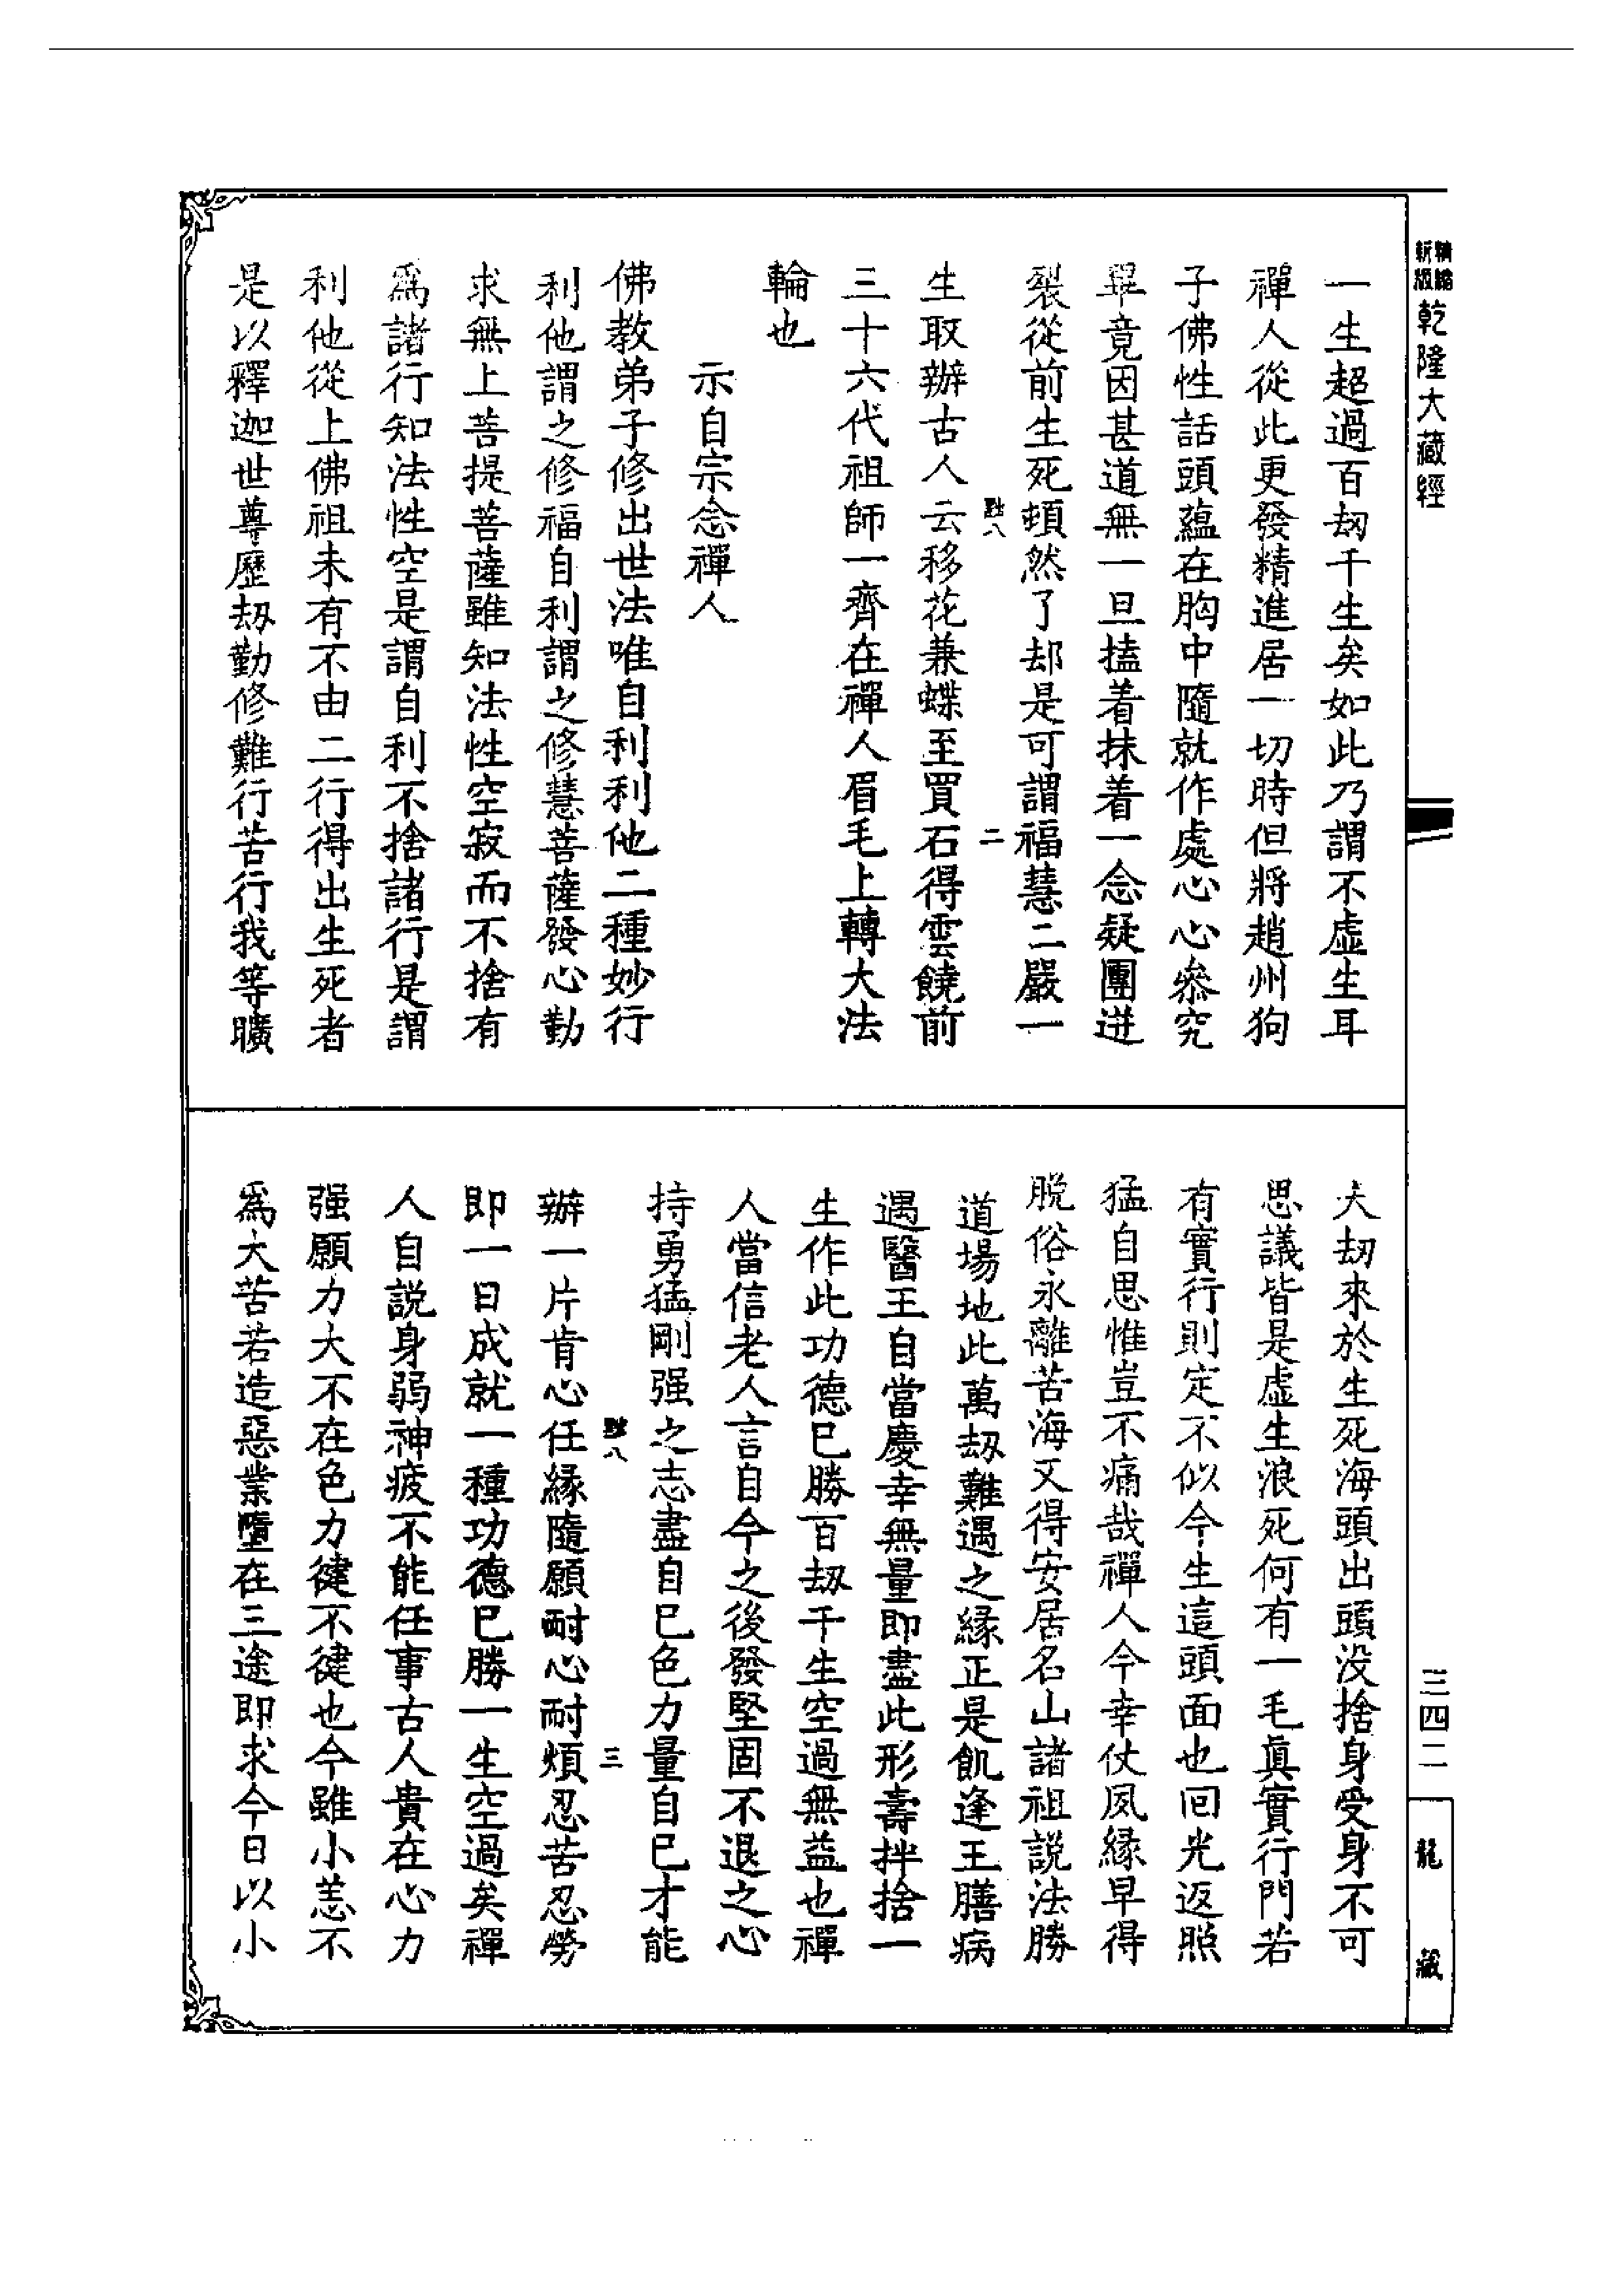 精編
新版
乾隆大藏經
一生超過百刼千生矣如此乃謂不虛生耳
禪人從此更發精進居一切時但將趙州狗
子佛性話頭蘊在胸中隨就作處心心叅究
畢竟因甚道無一旦搕着抹着一念疑團迸
裂從前生死頓然了却是可謂福慧二嚴一
八 二
生取辦古人云移花兼蝶至買石得雲饒前
三十六代祖師一齊在禪人眉毛上轉大法
輪也
示自宗念禪人
佛教弟子修出世法唯自利利他二種妙行
利他謂之修福自利謂之修慧菩薩發心勤
求無上菩提菩薩雖知法性空寂而不捨有
爲諸行知法性空是謂自利不捨諸行是謂
利他從上佛祖未有不由二行得出生死者
是以釋迦世尊歷刼勤修難行苦行我等曠
大刼來於生死海頭出頭没捨身受身不可
思議皆是虛生浪死何有一毛眞實行門若
有實行則定不似今生這頭面也回光返照
猛自思惟豈不痛哉禪人今幸仗夙緣早得
脫俗永離苦海又得安居名山諸祖說法勝
道場地此萬刼難遇之緣正是飢逢王膳病
遇醫王自當慶幸無量即盡此形壽拌捨一
生作此功德已勝百刼千生空過無益也禪
人當信老人言自今之後發堅固不退之心
持勇猛剛强之志盡自已色力量自已才能
八 三
辦一片肯心任緣隨願耐心耐煩忍苦忍勞
即一日成就一種功德已勝一生空過矣禪
人自説身弱神疲不能任事古人貴在心力
强願力大不在色力健不健也今雖小恙不
爲大苦若造惡業墮在三途即求今日以小
三四二
龍藏